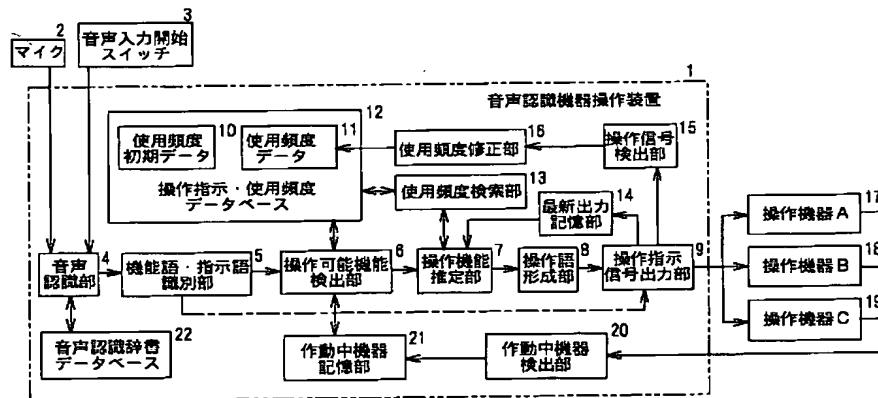 3
音声入力開始
スイッチ
2
マイク
1
音声認識機器操作装置
12
10
使用頻度
初期データ
11
使用頻度
データ
操作指示・使用頻度
データベース
16
使用頻度修正部
15
操作信号
検出部
13
使用頻度検索部
14
最新出力
記憶部
17
操作機器A
4
音声
認識部
5
機能語・指示語
識別部
6
操作可能機能
検出部
7
操作機能
推定部
8
操作語
形成部
9
操作指示
信号出力部
18
操作機器B
19
操作機器C
22
音声認識辞書
データベース
21
作動中機器
記憶部
20
作動中機器
検出部